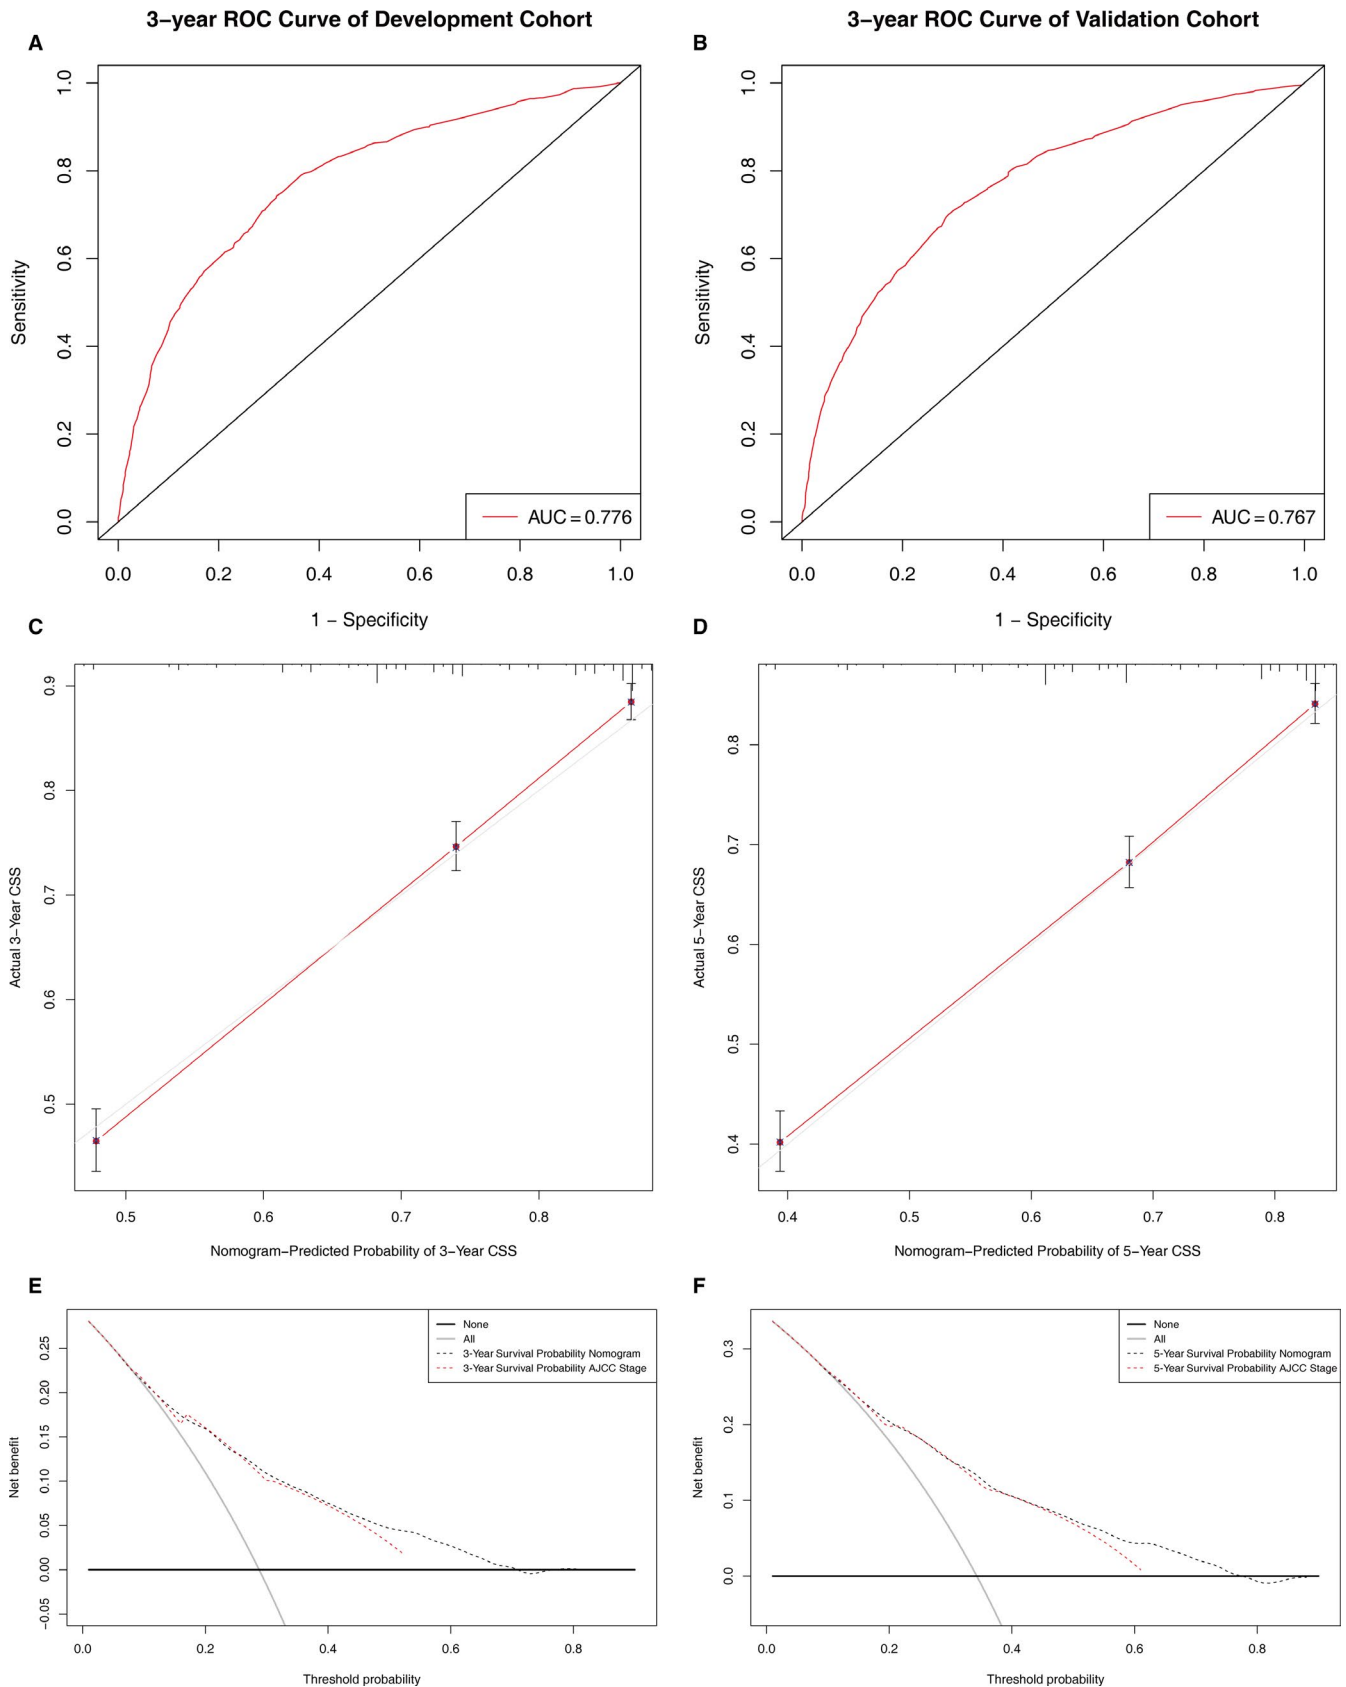 3−year ROC Curve of Development Cohort
A
1.0
0.8
0.6
0.4
0.2
0.0
Sensitivity
AUC = 0.776
0.0 0.2 0.4 0.6 0.8 1.0
1 − Specificity
3−year ROC Curve of Validation Cohort
B
1.0
0.8
0.6
0.4
0.2
0.0
Sensitivity
AUC = 0.767
0.0 0.2 0.4 0.6 0.8 1.0
1 − Specificity
C
0.9
0.8
0.7
0.6
0.5
Actual 3−Year CSS
0.5 0.6 0.7 0.8
Nomogram−Predicted Probability of 3−Year CSS
D
0.8
0.7
0.6
0.5
0.4
Actual 5−Year CSS
0.4 0.5 0.6 0.7 0.8
Nomogram−Predicted Probability of 5−Year CSS
E
None
All
3-Year Survival Probability Nomogram
3-Year Survival Probability AJCC Stage
0.25
0.20
0.15
0.10
0.05
0.00
−0.05
Net benefit
0.0 0.2 0.4 0.6 0.8
Threshold probability
F
None
All
5-Year Survival Probability Nomogram
5-Year Survival Probability AJCC Stage
0.3
0.2
0.1
0.0
Net benefit
0.0 0.2 0.4 0.6 0.8
Threshold probability